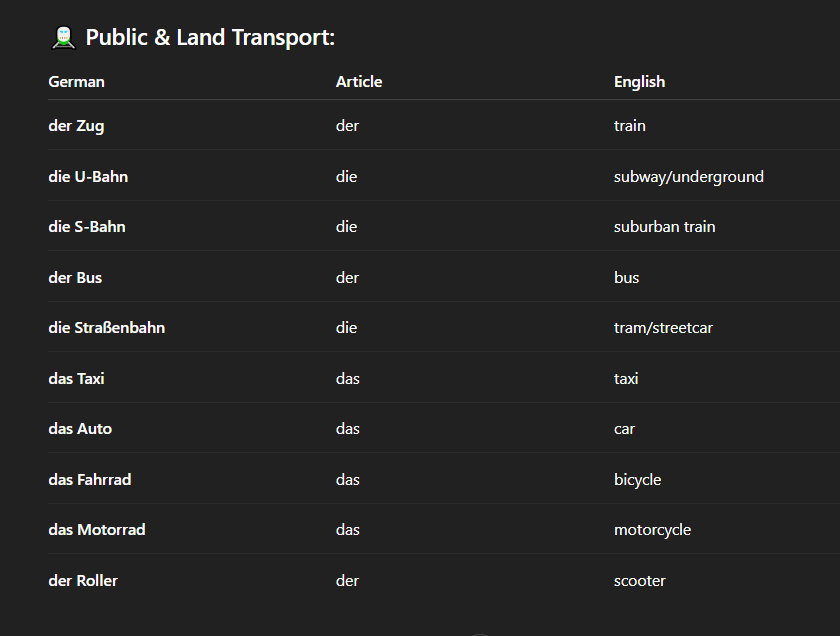 Public & Land Transport:
German Article English
der Zug der train
die U-Bahn die subway/underground
die S-Bahn die suburban train
der Bus der bus
die Straßenbahn die tram/streetcar
das Taxi das taxi
das Auto das car
das Fahrrad das bicycle
das Motorrad das motorcycle
der Roller der scooter